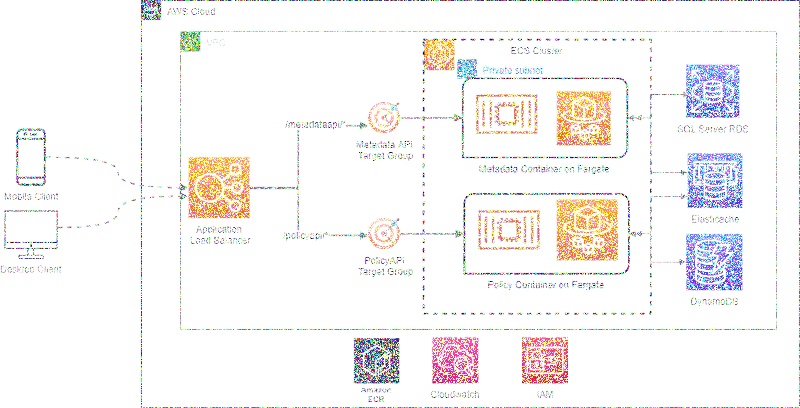 AWS Cloud
VPC
ECS Cluster
Private subnet
/metadataapi/*
Metadata API
Target Group
Metadata Container on Fargate
SQL Server RDS
Mobile Client
Application
Load Balancer
Elasticache
/policyapi/*
PolicyAPI
Target Group
Desktop Client
Policy Container on Fargate
DynamoDB
Amazon
ECR
Cloudwatch
IAM